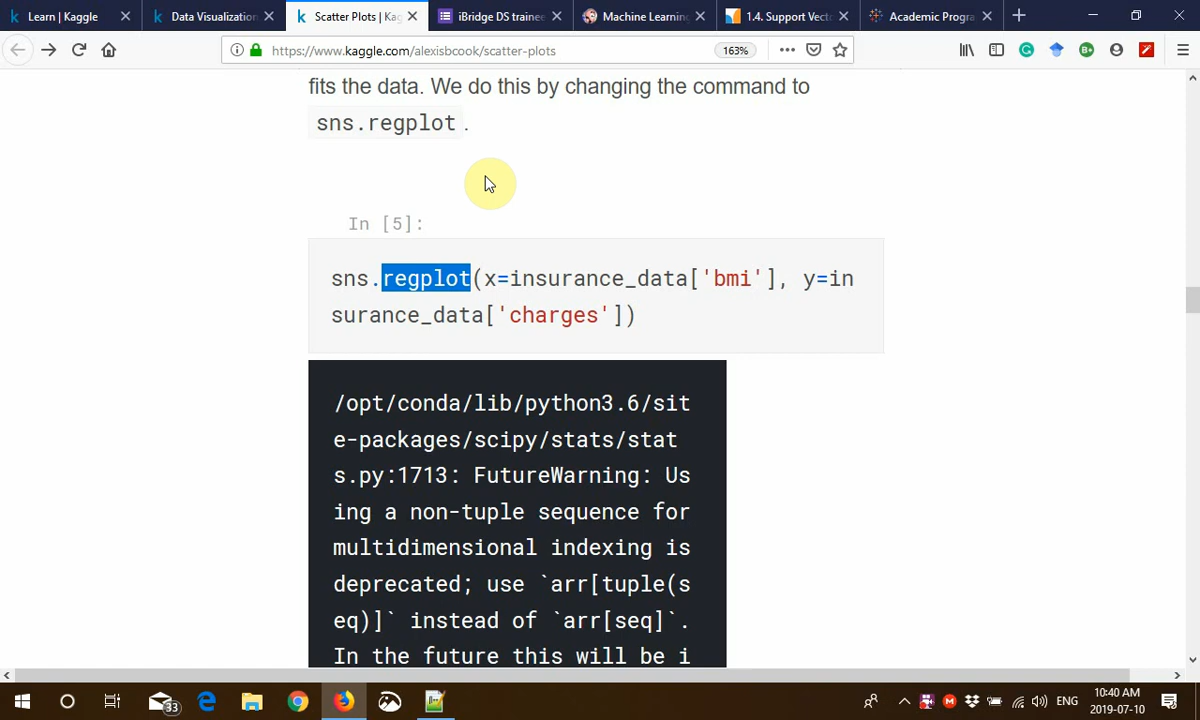 Learn | Kaggle
Data Visualization
Scatter Plots | Kag
iBridge DS trainee
Machine Learning
1.4. Support Vecto
Academic Progra
https://www.kaggle.com/alexisbcook/scatter-plots
163%
fits the data. We do this by changing the command to
sns.regplot .
In [5]:
sns.regplot(x=insurance_data['bmi'], y=in
surance_data['charges'])
/opt/conda/lib/python3.6/sit
e-packages/scipy/stats/stat
s.py:1713: FutureWarning: Us
ing a non-tuple sequence for
multidimensional indexing is
deprecated; use `arr[tuple(s
eq)]` instead of `arr[seq]`.
In the future this will be i
33
ENG
10:40 AM
2019-07-10